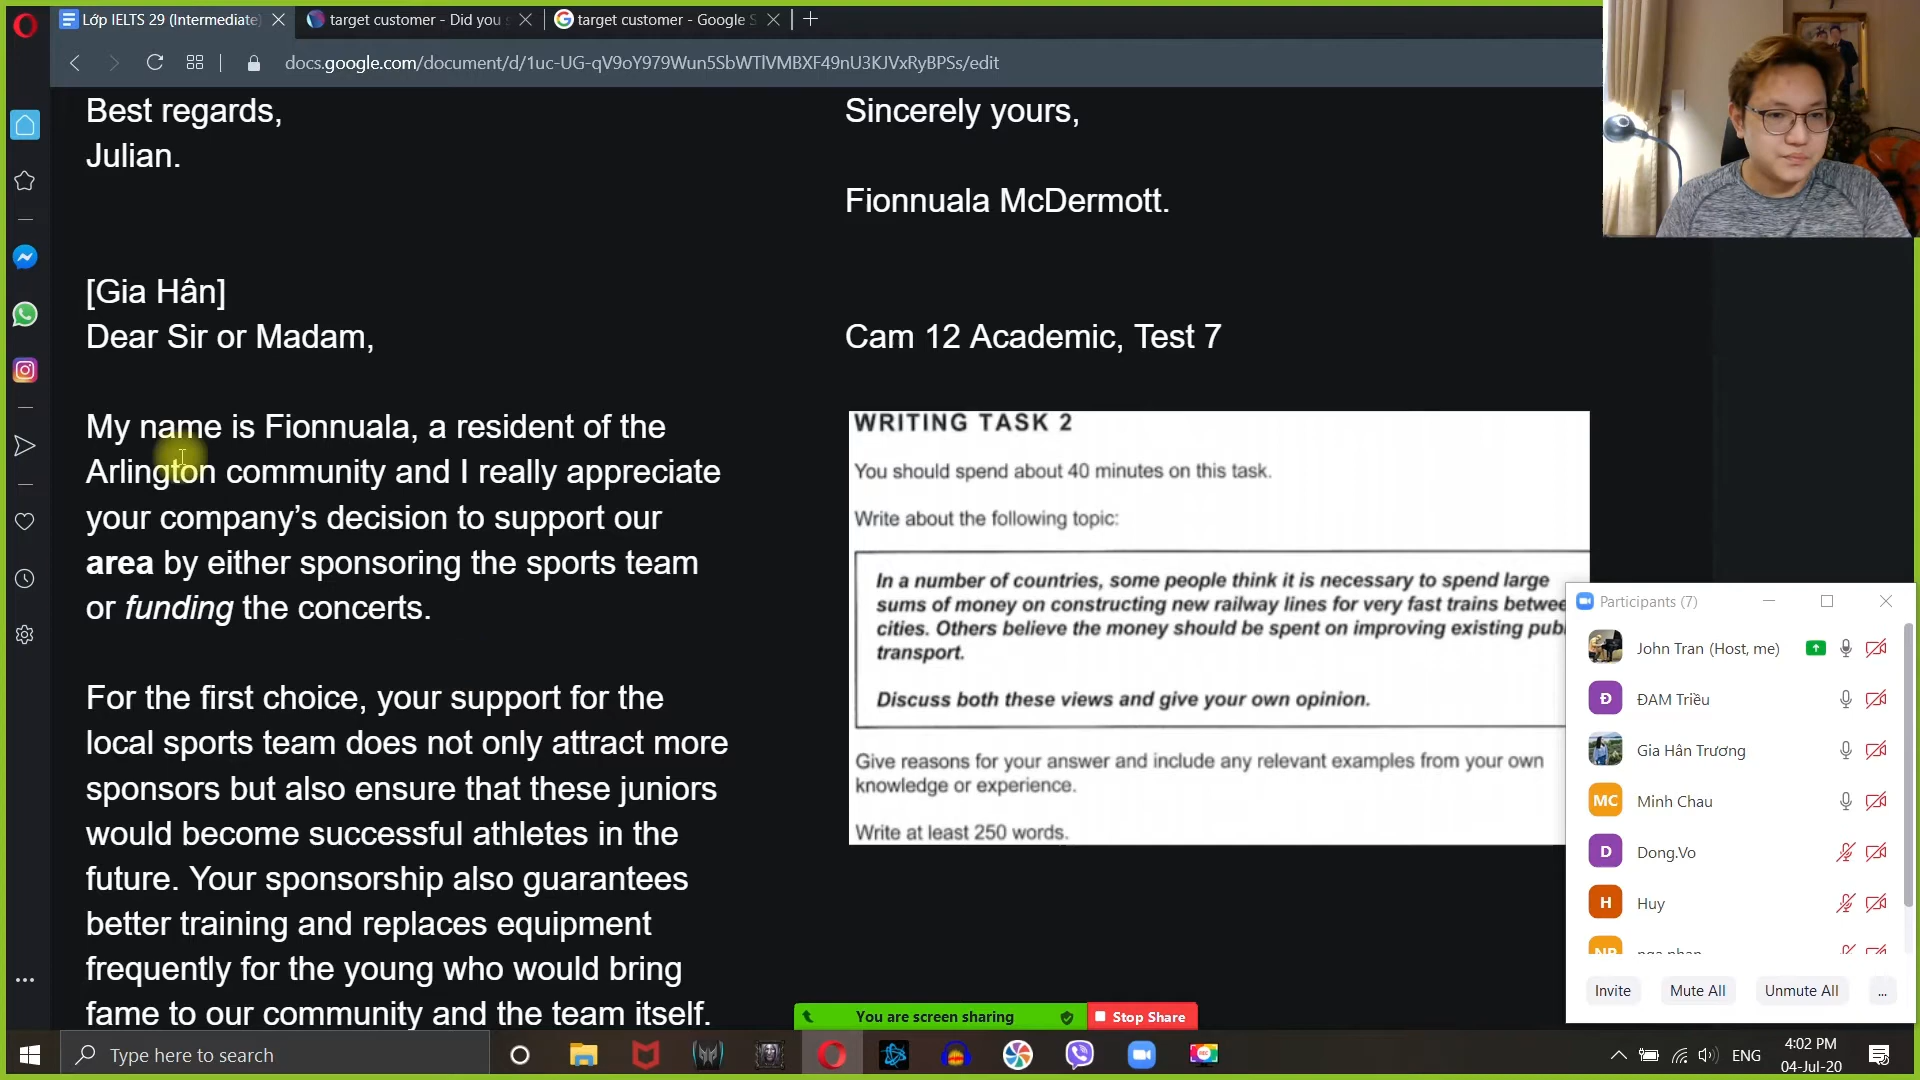 Lớp IELTS 29 (Intermediate)
target customer - Did you
target customer - Google S
docs.google.com/document/d/1uc-UG-qV9oY979Wun5SbWTlVMBXF49nU3KJVxRyBPSs/edit
Best regards,
Julian.
[Gia Hân]
Dear Sir or Madam,
My name is Fionnuala, a resident of the
Arlington community and I really appreciate
your company’s decision to support our
area by either sponsoring the sports team
or funding the concerts.
For the first choice, your support for the
local sports team does not only attract more
sponsors but also ensure that these juniors
would become successful athletes in the
future. Your sponsorship also guarantees
better training and replaces equipment
frequently for the young who would bring
fame to our community and the team itself.
Sincerely yours,
Fionnuala McDermott.
Cam 12 Academic, Test 7
WRITING TASK 2
You should spend about 40 minutes on this task.
Write about the following topic:
In a number of countries, some people think it is necessary to spend large
sums of money on constructing new railway lines for very fast trains betwee
cities. Others believe the money should be spent on improving existing publ
transport.
Discuss both these views and give your own opinion.
Give reasons for your answer and include any relevant examples from your own
knowledge or experience.
Write at least 250 words.
Participants (7)
John Tran (Host, me)
Đ
ĐAM Triều
Gia Hân Trương
MC
Minh Chau
D
Dong.Vo
H
Huy
NP
nga phan
Invite
Mute All
Unmute All
...
You are screen sharing
Stop Share
Type here to search
ENG
4:02 PM
04-Jul-20